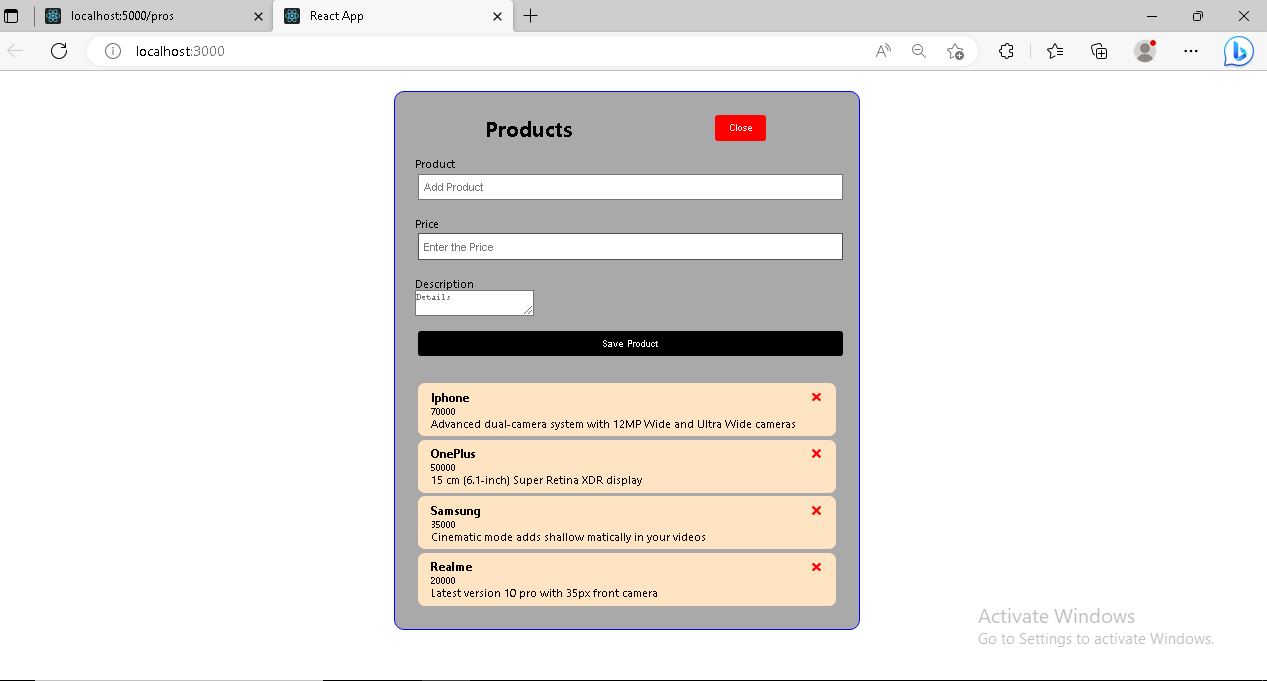 localhost:5000/pros
React App
localhost:3000
Products
Close
Product
Add Product
Price
Enter the Price
Description
Details
Save Product
Iphone
70000
Advanced dual-camera system with 12MP Wide and Ultra Wide cameras
OnePlus
50000
15 cm (6.1-inch) Super Retina XDR display
Samsung
35000
Cinematic mode adds shallow matically in your videos
Realme
20000
Latest version 10 pro with 35px front camera
Activate Windows
Go to Settings to activate Windows.